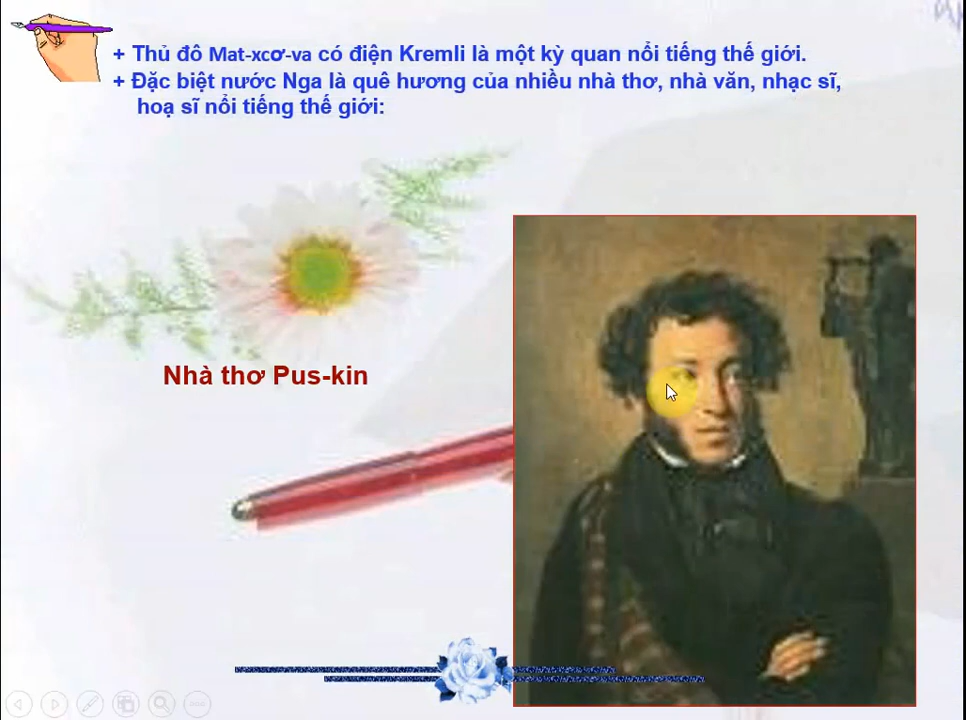 + Thủ đô Mat-xcơ-va có điện Kremli là một kỳ quan nổi tiếng thế giới.
+ Đặc biệt nước Nga là quê hương của nhiều nhà thơ, nhà văn, nhạc sĩ,
hoạ sĩ nổi tiếng thế giới:
Nhà thơ Pus-kin